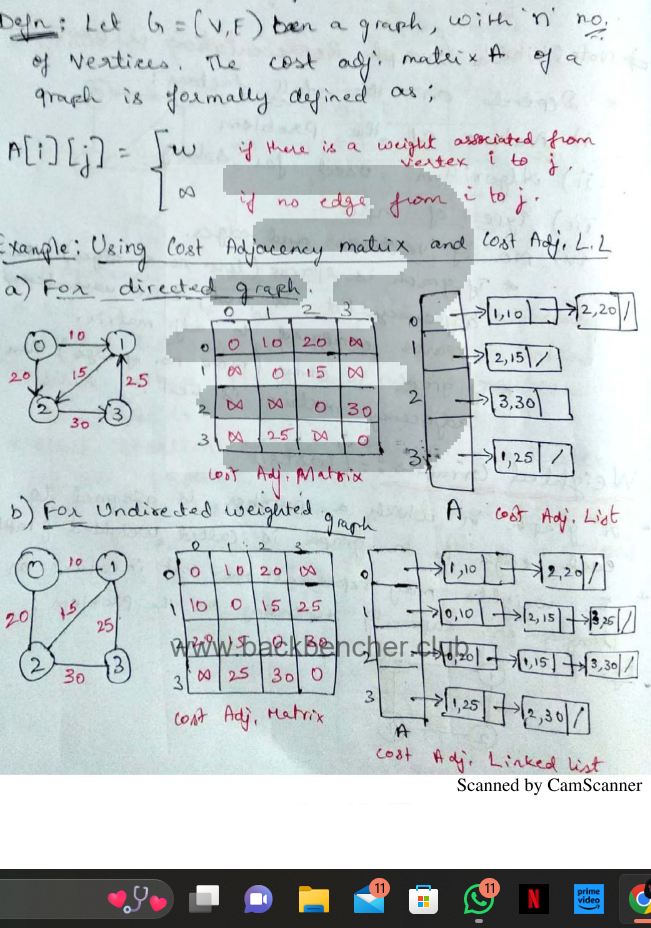 Defn: Let G = (V,E) been a graph, with 'n' no.
of vertices. The cost adj. matrix A of a
graph is formally defined as;
A[i][j] = w if there is a weight associated from
vertex i to j.
∞ if no edge from i to j.
Example: Using Cost Adjacency matrix and Cost Adj. L.L
a) For directed graph.
0 1 2 3
0 0 10 20 ∞
1 ∞ 0 15 ∞
2 ∞ ∞ 0 30
3 ∞ 25 ∞ 0
Cost Adj. Matrix
0 10 1
20 15 25
2 30 3
0 1,10 2,20 /
1 2,15 /
2 3,30
3 1,25 /
A Cost Adj. List
b) For Undirected weighted graph
0 10 1
20 15 25
2 30 3
0 1 2 3
0 0 10 20 ∞
1 10 0 15 25
2 20 15 0 30
3 ∞ 25 30 0
Cost Adj. Matrix
0 1,10 2,20 /
1 0,10 2,15 3,25 /
2 0,20 1,15 3,30 /
3 1,25 2,30 /
A
Cost Adj. Linked list
www.backbencher.club
Scanned by CamScanner
11
11
N
prime
video